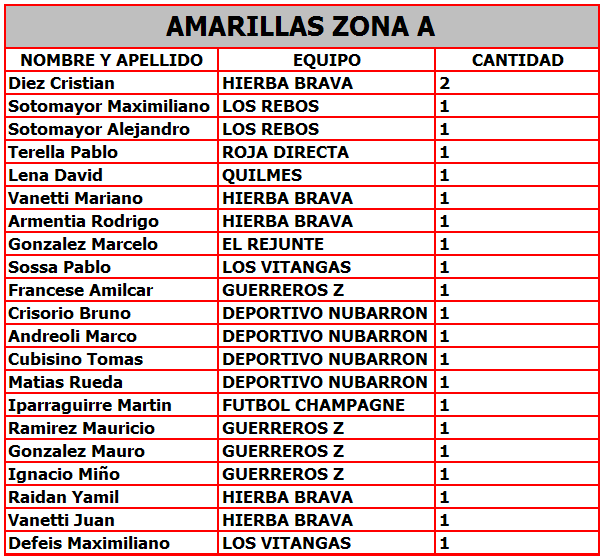 AMARILLAS ZONA A
NOMBRE Y APELLIDO EQUIPO CANTIDAD
Diez Cristian HIERBA BRAVA 2
Sotomayor Maximiliano LOS REBOS 1
Sotomayor Alejandro LOS REBOS 1
Terella Pablo ROJA DIRECTA 1
Lena David QUILMES 1
Vanetti Mariano HIERBA BRAVA 1
Armentia Rodrigo HIERBA BRAVA 1
Gonzalez Marcelo EL REJUNTE 1
Sossa Pablo LOS VITANGAS 1
Francese Amilcar GUERREROS Z 1
Crisorio Bruno DEPORTIVO NUBARRON 1
Andreoli Marco DEPORTIVO NUBARRON 1
Cubisino Tomas DEPORTIVO NUBARRON 1
Matias Rueda DEPORTIVO NUBARRON 1
Iparraguirre Martin FUTBOL CHAMPAGNE 1
Ramirez Mauricio GUERREROS Z 1
Gonzalez Mauro GUERREROS Z 1
Ignacio Miño GUERREROS Z 1
Raidan Yamil HIERBA BRAVA 1
Vanetti Juan HIERBA BRAVA 1
Defeis Maximiliano LOS VITANGAS 1